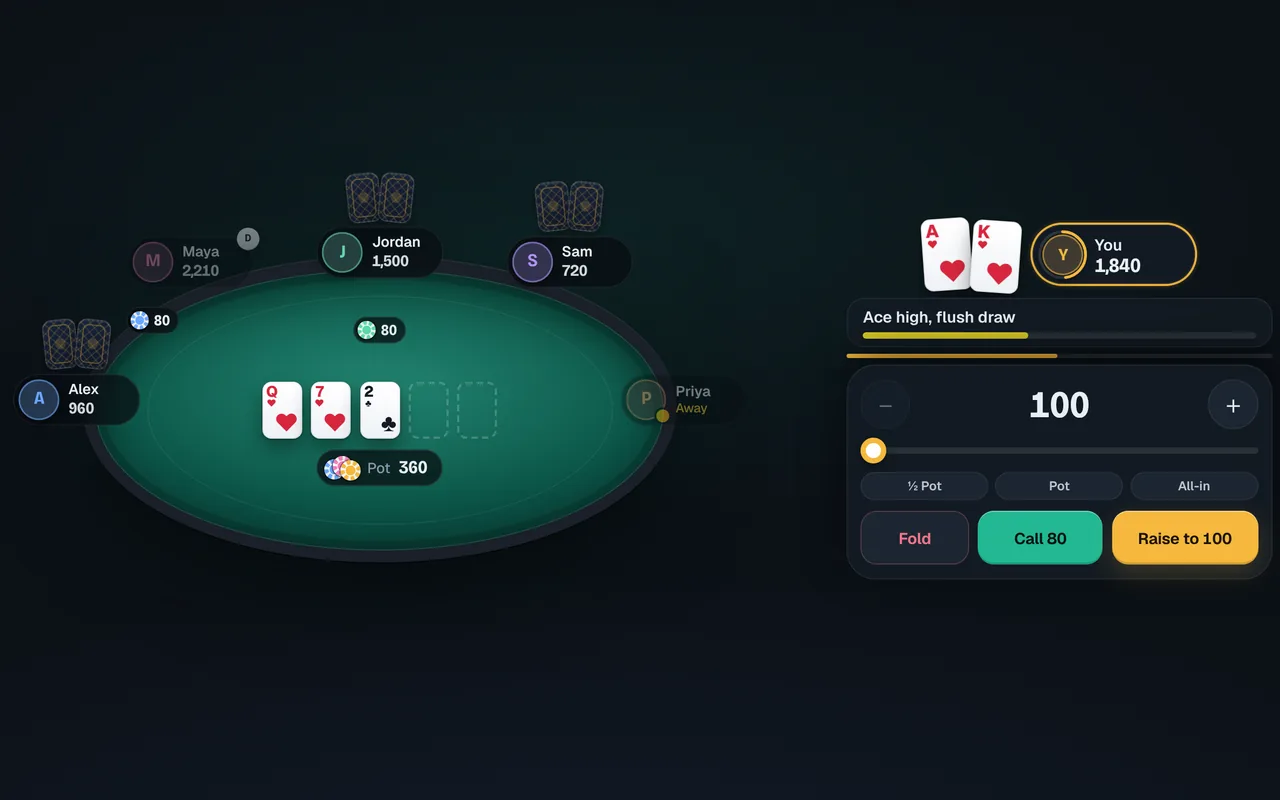 D
M
Maya
2,210
J
Jordan
1,500
S
Sam
720
80
80
A
Alex
960
Q
7
2
P
Priya
Away
Pot 360
A
K
Y
You
1,840
Ace high, flush draw
−
100
+
½ Pot
Pot
All-in
Fold
Call 80
Raise to 100